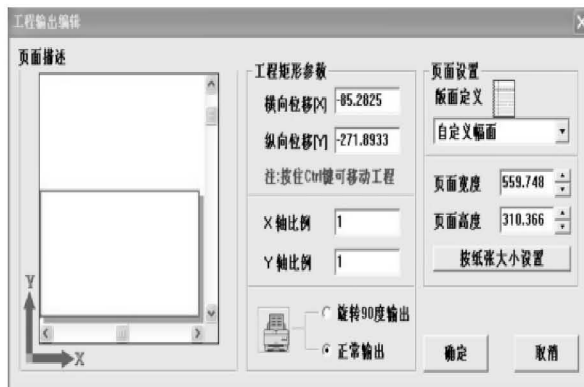 工程输出编辑
页面描述
Y
X
工程矩形参数
横向位移[X] -85.2825
纵向位移[Y] -271.8933
注:按住Ctrl键可移动工程
X 轴比例 1
Y 轴比例 1
旋转90度输出
正常输出
页面设置
版面定义
自定义幅面
页面宽度 559.748
页面高度 310.366
按纸张大小设置
确定
取消